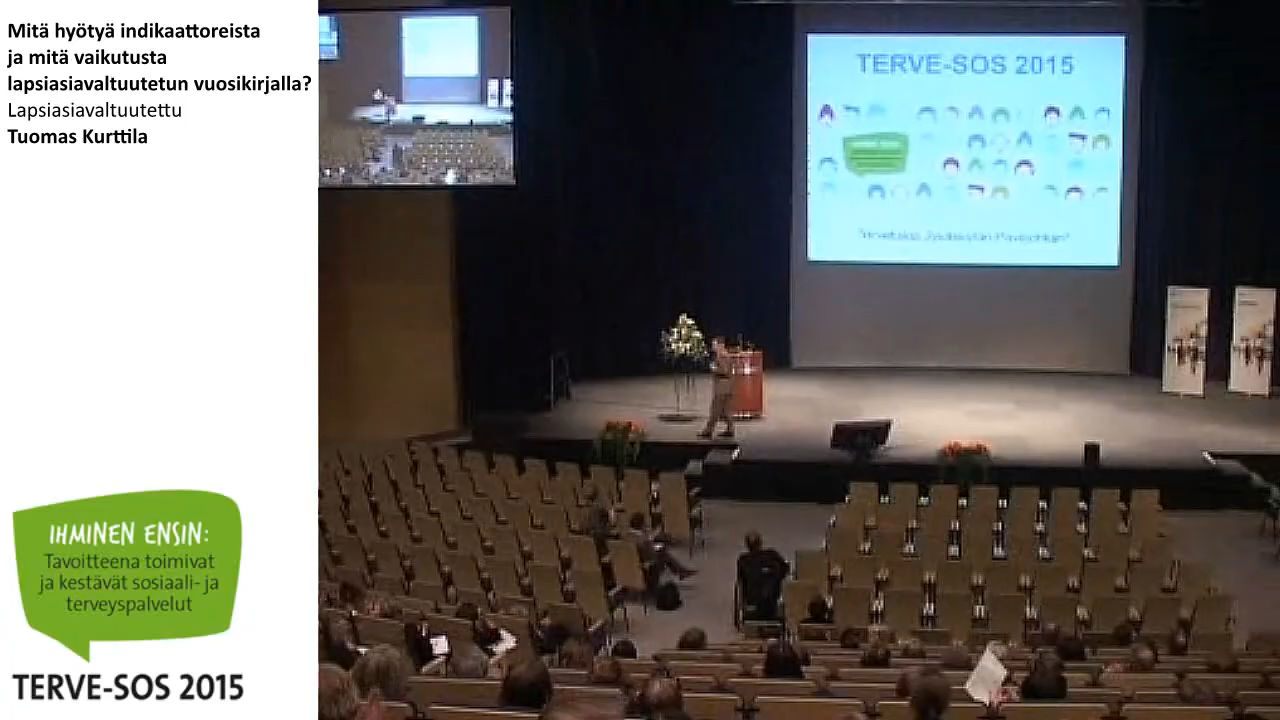 Mitä hyötyä indikaattoreista
ja mitä vaikutusta
lapsiasiavaltuutetun vuosikirjalla?
Lapsiasiavaltuutettu
Tuomas Kurttila
TERVE-SOS 2015
IHMINEN ENSIN:
Tavoitteena toimivat
ja kestävät sosiaali- ja
terveyspalvelut
TERVE-SOS 2015